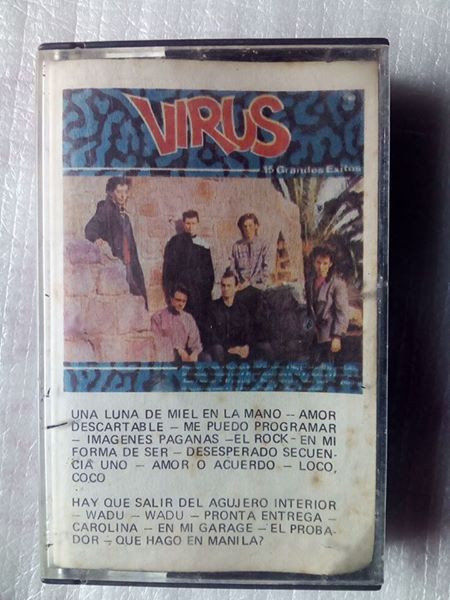 VIRUS
15 Grandes Exitos
UNA LUNA DE MIEL EN LA MANO -- AMOR
DESCARTABLE -- ME PUEDO PROGRAMAR
- IMAGENES PAGANAS -EL ROCK- EN MI
FORMA DE SER - DESESPERADO SECUEN-
CIA UNO - AMOR O ACUERDO - LOCO,
COCO
HAY QUE SALIR DEL AGUJERO INTERIOR
- WADU - WADU - PRONTA ENTREGA -
CAROLINA - EN MI GARAGE - EL PROBA-
DOR - QUE HAGO EN MANILA?